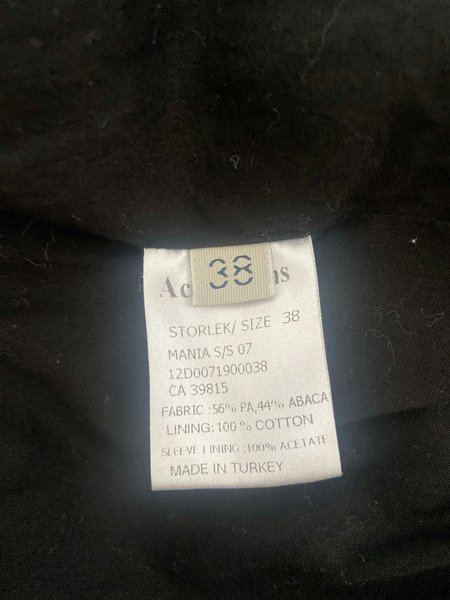 38
STORLEK/ SIZE 38
MANIA S/S 07
12D0071900038
CA 39815
FABRIC :56% PA,44% ABACA
LINING:100 % COTTON
SLEEVE LINING :100% ACETATE
MADE IN TURKEY